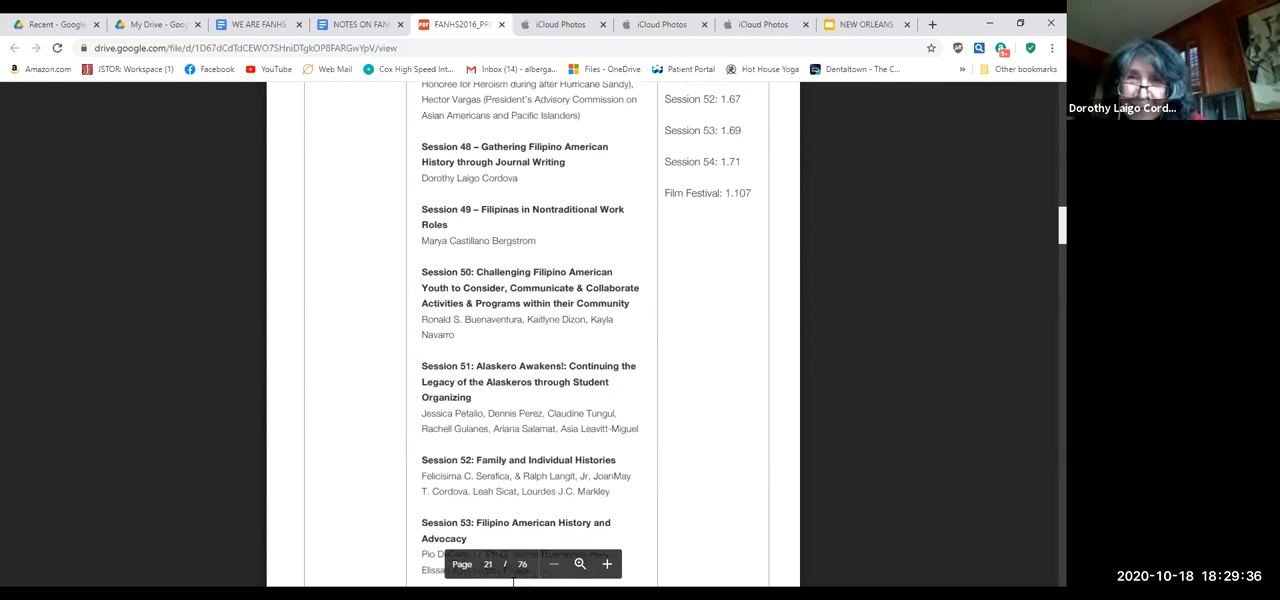 Recent - Google
My Drive - Goog
WE ARE FANHS
NOTES ON FAN
FANHS2016_PR
iCloud Photos
iCloud Photos
iCloud Photos
NEW ORLEANS
drive.google.com/file/d/1D67dCdTdCEWO7SHniDTgkOP8FARGwYpV/view
Amazon.com
JSTOR: Workspace (1)
Facebook
YouTube
Web Mail
Cox High Speed Int...
Inbox (14) - alberga...
Files - OneDrive
Patient Portal
Hot House Yoga
Dentaltown - The C...
»
Other bookmarks
Honoree for Heroism during after Hurricane Sandy),
Hector Vargas (President's Advisory Commission on
Asian Americans and Pacific Islanders)
Session 48 – Gathering Filipino American
History through Journal Writing
Dorothy Laigo Cordova
Session 49 – Filipinas in Nontraditional Work
Roles
Marya Castillano Bergstrom
Session 50: Challenging Filipino American
Youth to Consider, Communicate & Collaborate
Activities & Programs within their Community
Ronald S. Buenaventura, Kaitlyne Dizon, Kayla
Navarro
Session 51: Alaskero Awakens!: Continuing the
Legacy of the Alaskeros through Student
Organizing
Jessica Petalio, Dennis Perez, Claudine Tungul,
Rachell Gulanes, Ariana Salamat, Asia Leavitt-Miguel
Session 52: Family and Individual Histories
Felicisima C. Serafica, & Ralph Langit, Jr, JoanMay
T. Cordova, Leah Sicat, Lourdes J.C. Markley
Session 53: Filipino American History and
Advocacy
Pio
Elissa
Session 52: 1.67
Session 53: 1.69
Session 54: 1.71
Film Festival: 1.107
Page 21 / 76
Dorothy Laigo Cord...
2020-10-18 18:29:36